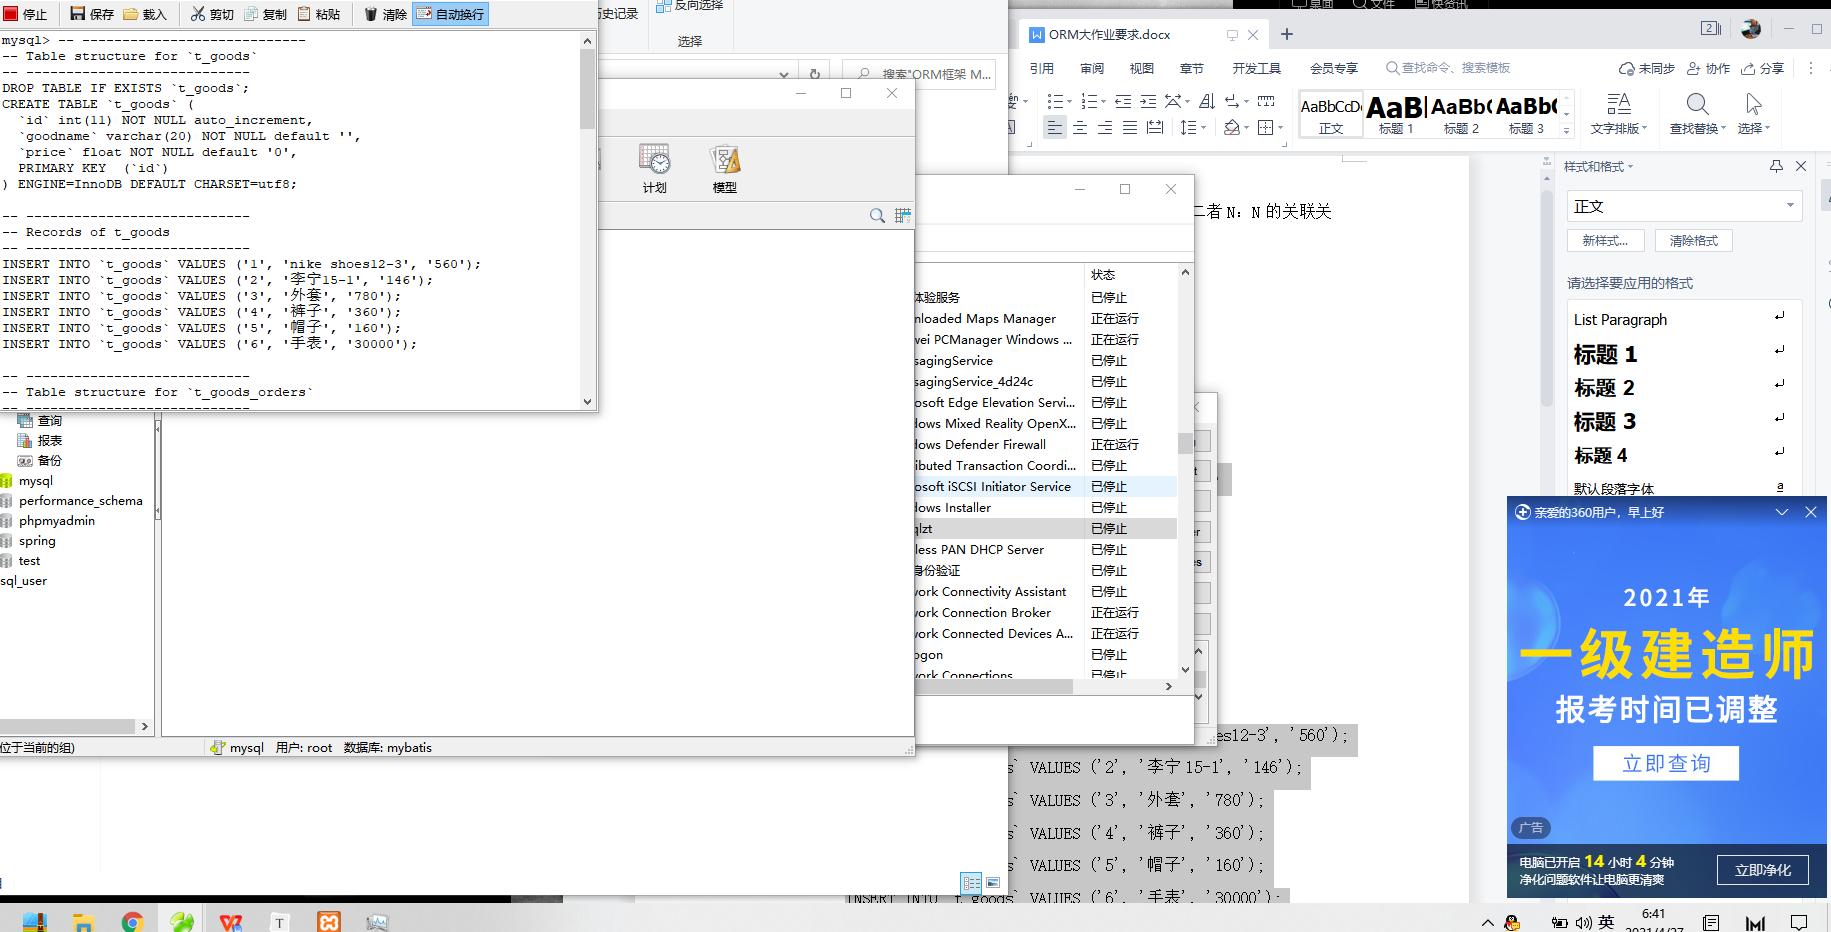 停止 保存 载入 剪切 复制 粘贴 清除 自动换行
mysql> -- ----------------------------
-- Table structure for `t_goods`
-- ----------------------------
DROP TABLE IF EXISTS `t_goods`;
CREATE TABLE `t_goods` (
`id` int(11) NOT NULL auto_increment,
`goodname` varchar(20) NOT NULL default '',
`price` float NOT NULL default '0',
PRIMARY KEY (`id`)
) ENGINE=InnoDB DEFAULT CHARSET=utf8;
-- ----------------------------
-- Records of t_goods
-- ----------------------------
INSERT INTO `t_goods` VALUES ('1', 'nike shoes12-3', '560');
INSERT INTO `t_goods` VALUES ('2', '李宁15-1', '146');
INSERT INTO `t_goods` VALUES ('3', '外套', '780');
INSERT INTO `t_goods` VALUES ('4', '裤子', '360');
INSERT INTO `t_goods` VALUES ('5', '帽子', '160');
INSERT INTO `t_goods` VALUES ('6', '手表', '30000');
-- ----------------------------
-- Table structure for `t_goods_orders`
-- ----------------------------
查询
报表
备份
mysql
performance_schema
phpmyadmin
spring
test
sql_user
位于当前的组)
mysql 用户: root 数据库: mybatis
历史记录
反向选择
选择
搜索"ORM框架 M...
计划
模型
状态
体验服务 已停止
nloaded Maps Manager 正在运行
wei PCManager Windows ... 正在运行
sagingService 已停止
sagingService_4d24c 已停止
osoft Edge Elevation Servi... 已停止
dows Mixed Reality OpenX... 已停止
dows Defender Firewall 正在运行
ributed Transaction Coordi... 已停止
osoft iSCSI Initiator Service 已停止
dows Installer 已停止
qlzt 已停止
less PAN DHCP Server 已停止
身份验证 已停止
work Connectivity Assistant 已停止
work Connection Broker 正在运行
work Connected Devices A... 正在运行
ogon 已停止
work Connections 已停止
桌面 文件 快资讯
ORM大作业要求.docx
引用 审阅 视图 章节 开发工具 会员专享 查找命令、搜索模板 未同步 协作 分享
AaBbCcDd AaBb AaBb( AaBb(
正文 标题 1 标题 2 标题 3 文字排版 查找替换 选择
二者 N：N 的关联关
es12-3', '560');
s` VALUES ('2', '李宁 15-1', '146');
s` VALUES ('3', '外套', '780');
s` VALUES ('4', '裤子', '360');
s` VALUES ('5', '帽子', '160');
INSERT INTO `t_goods` VALUES ('6', '手表', '30000');
样式和格式
正文
新样式... 清除格式
请选择要应用的格式
List Paragraph
标题 1
标题 2
标题 3
标题 4
默认段落字体 a
亲爱的360用户，早上好
2021年
一级建造师
报考时间已调整
立即查询
广告
电脑已开启 14 小时 4 分钟
净化问题软件让电脑更清爽
立即净化
英 6:41
2021/4/27